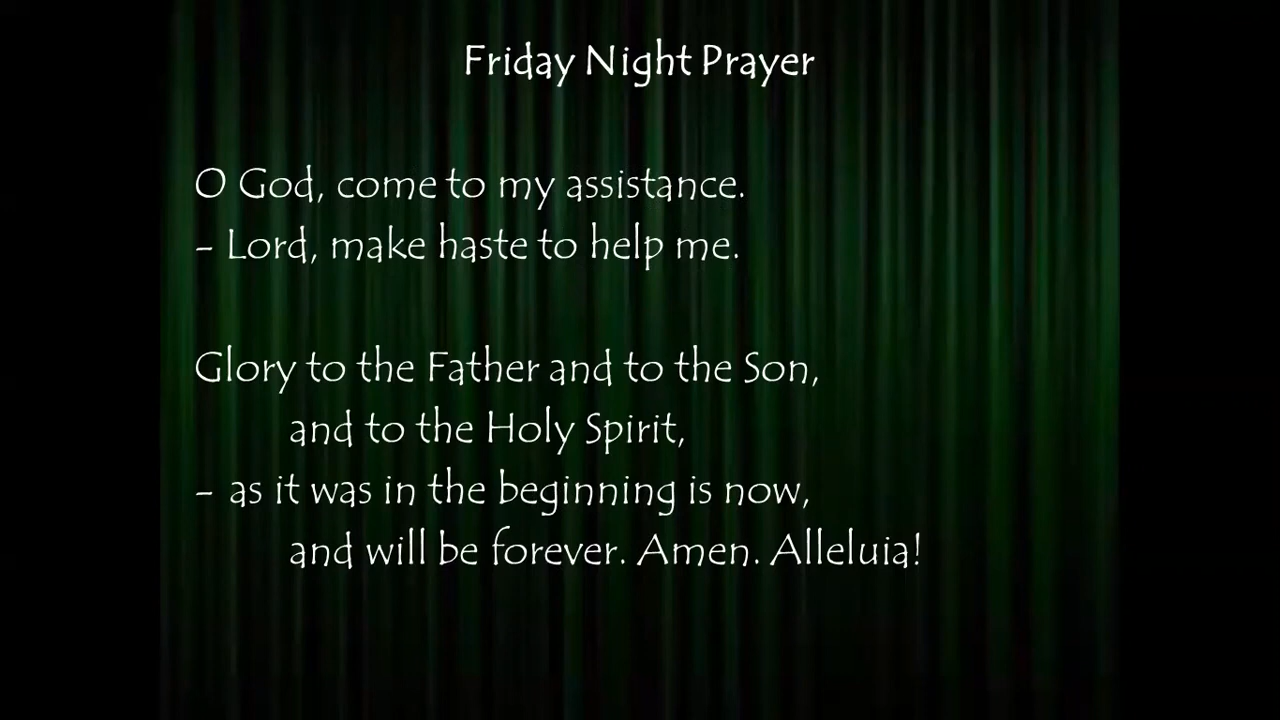 Friday Night Prayer
O God, come to my assistance.
- Lord, make haste to help me.
Glory to the Father and to the Son,
and to the Holy Spirit,
- as it was in the beginning is now,
and will be forever. Amen. Alleluia!